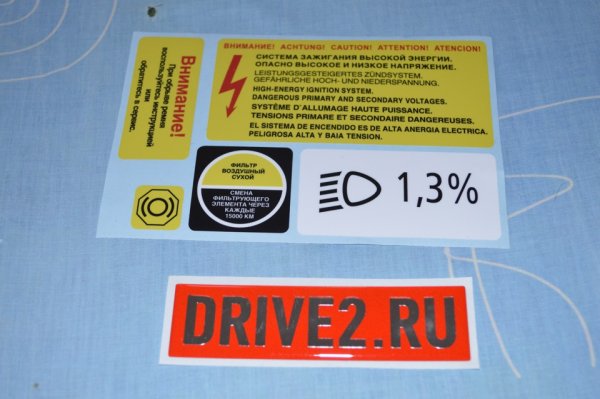 Внимание!
При обрыве ремня
воспользуйтесь инструкцией
или
обратитесь в сервис.
ВНИМАНИЕ! ACHTUNG! CAUTION! ATTENTION! ATENCION!
СИСТЕМА ЗАЖИГАНИЯ ВЫСОКОЙ ЭНЕРГИИ.
ОПАСНО ВЫСОКОЕ И НИЗКОЕ НАПРЯЖЕНИЕ.
LEISTUNGSGESTEIGERTES ZÜNDSYSTEM.
GEFÄHRLICHE HOCH- UND NIEDERSPANNUNG.
HIGH-ENERGY IGNITION SYSTEM.
DANGEROUS PRIMARY AND SECONDARY VOLTAGES.
SYSTÈME D'ALLUMAGE HAUTE PUISSANCE.
TENSIONS PRIMAIRE ET SECONDAIRE DANGEREUSES.
EL SISTEMA DE ENCENDIDO ES DE ALTA ANERGIA ELECTRICA.
PELIGROSA ALTA Y BAIA TENSION.
ФИЛЬТР
ВОЗДУШНЫЙ
СУХОЙ
СМЕНА
ФИЛЬТРУЮЩЕГО
ЭЛЕМЕНТА ЧЕРЕЗ
КАЖДЫЕ
15000 КМ
1,3%
DRIVE2.RU